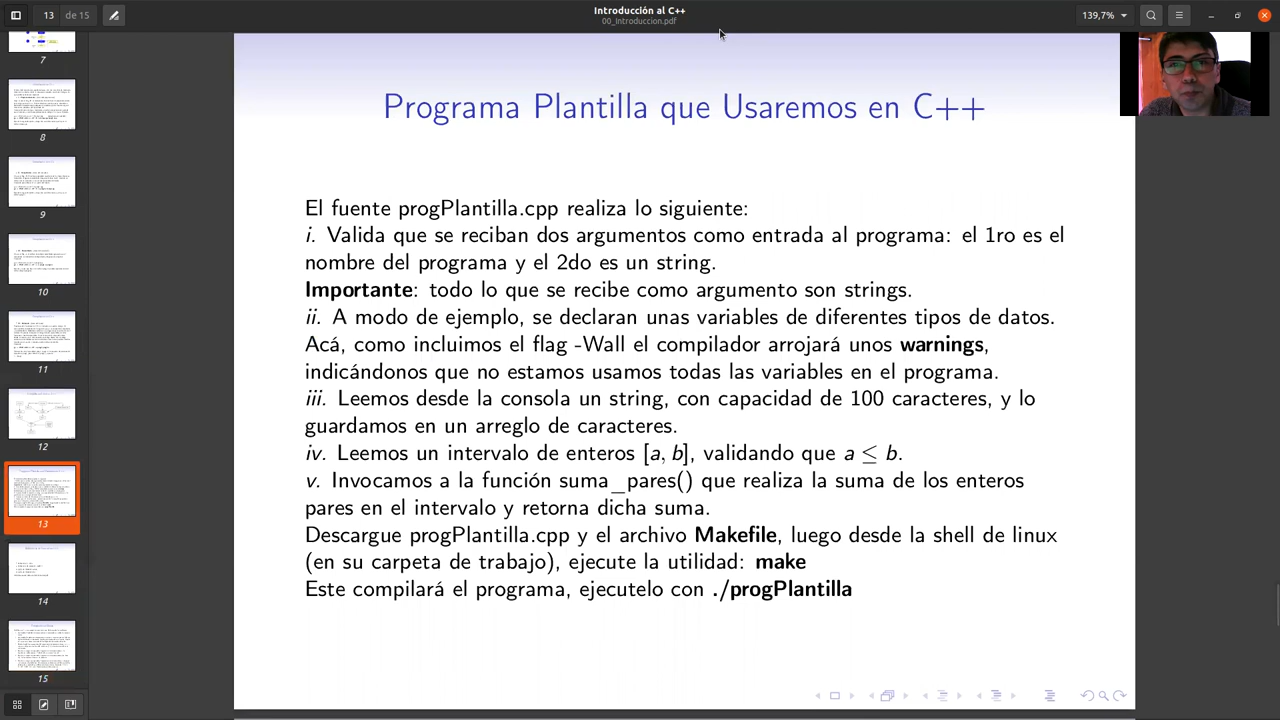 13 de 15
Introducción al C++
00_Introduccion.pdf
139,7%
7
8
9
10
11
12
13
14
15
Programa Plantilla que Usaremos en C++
El fuente progPlantilla.cpp realiza lo siguiente:
i. Valida que se reciban dos argumentos como entrada al programa: el 1ro es el
nombre del programa y el 2do es un string.
Importante: todo lo que se recibe como argumento son strings.
ii. A modo de ejemplo, se declaran unas variables de diferentes tipos de datos.
Acá, como incluimos el flag -Wall el compilador arrojará unos warnings,
indicándonos que no estamos usamos todas las variables en el programa.
iii. Leemos desde la consola un string, con capacidad de 100 caracteres, y lo
guardamos en un arreglo de caracteres.
iv. Leemos un intervalo de enteros [a, b], validando que a ≤ b.
v. Invocamos a la función suma_pares() que realiza la suma de los enteros
pares en el intervalo y retorna dicha suma.
Descargue progPlantilla.cpp y el archivo Makefile, luego desde la shell de linux
(en su carpeta de trabajo), ejecute la utilidad: make
Este compilará el programa, ejecutelo con ./progPlantilla